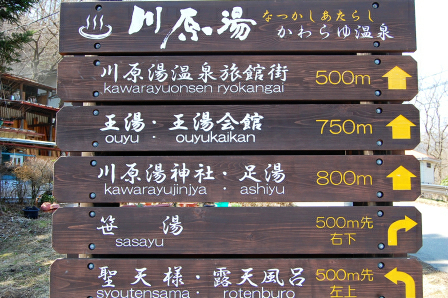 川原湯 なつかしあたらし
かわらゆ温泉
川原湯温泉旅館街 500m
kawarayuonsen ryokangai
王湯・王湯会館 750m
ouyu ・ ouyukaikan
川原湯神社・足湯 800m
kawarayujinjya ・ ashiyu
笹湯 500m先
sasayu 右下
聖天様・露天風呂 500m先
syoutensama ・ rotenburo 左上